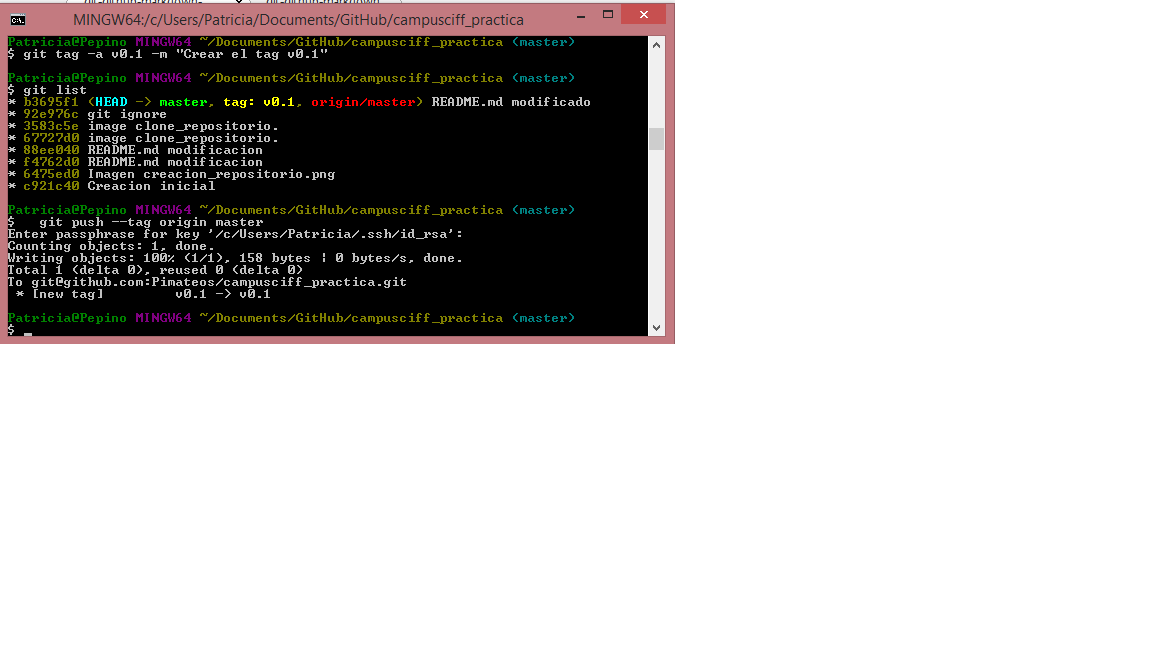 MINGW64:/c/Users/Patricia/Documents/GitHub/campusciff_practica
Patricia@Pepino MINGW64 ~/Documents/GitHub/campusciff_practica (master)
$ git tag -a v0.1 -m "Crear el tag v0.1"
Patricia@Pepino MINGW64 ~/Documents/GitHub/campusciff_practica (master)
$ git list
* b3695f1 (HEAD -> master, tag: v0.1, origin/master) README.md modificado
* 92e976c git ignore
* 3583c5e image clone_repositorio.
* 67727d0 image clone_repositorio.
* 88ee040 README.md modificacion
* f4762d0 README.md modificacion
* 6475ed0 Imagen creacion_repositorio.png
* c921c40 Creacion inicial
Patricia@Pepino MINGW64 ~/Documents/GitHub/campusciff_practica (master)
$   git push --tag origin master
Enter passphrase for key '/c/Users/Patricia/.ssh/id_rsa':
Counting objects: 1, done.
Writing objects: 100% (1/1), 158 bytes | 0 bytes/s, done.
Total 1 (delta 0), reused 0 (delta 0)
To git@github.com:Pimateos/campusciff_practica.git
 * [new tag]         v0.1 -> v0.1
Patricia@Pepino MINGW64 ~/Documents/GitHub/campusciff_practica (master)
$ _